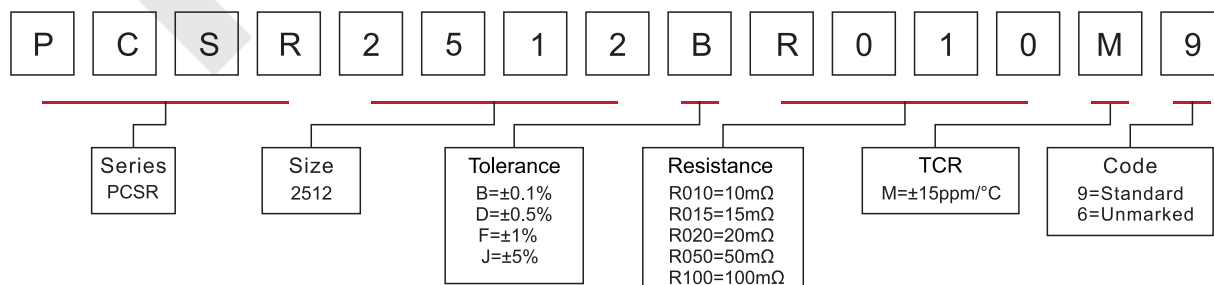 P C S R 2 5 1 2 B R 0 1 0 M 9
Series
PCSR
Size
2512
Tolerance
B=±0.1%
D=±0.5%
F=±1%
J=±5%
Resistance
R010=10mΩ
R015=15mΩ
R020=20mΩ
R050=50mΩ
R100=100mΩ
TCR
M=±15ppm/°C
Code
9=Standard
6=Unmarked